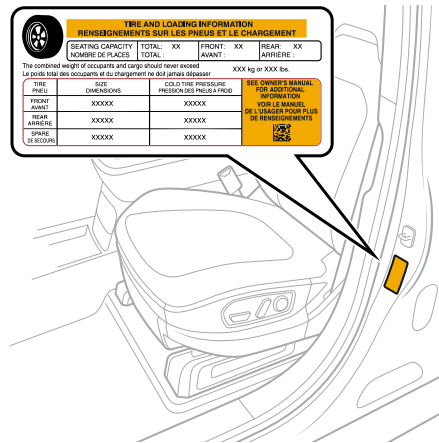 TIRE AND LOADING INFORMATION
RENSEIGNEMENTS SUR LES PNEUS ET LE CHARGEMENT
SEATING CAPACITY TOTAL: XX FRONT: XX REAR: XX
NOMBRE DE PLACES TOTAL : AVANT : ARRIÈRE :
The combined weight of occupants and cargo should never exceed
Le poids total des occupants et du chargement ne doit jamais dépasser
XXX kg or XXX lbs.
TIRE SIZE COLD TIRE PRESSURE
PNEU DIMENSIONS PRESSION DES PNEUS A FROID
FRONT
AVANT XXXXX XXXXX
REAR
ARRIÈRE XXXXX XXXXX
SPARE
DE SECOURS XXXXX XXXXX
SEE OWNER'S MANUAL
FOR ADDITIONAL
INFORMATION
VOIR LE MANUEL
DE L'USAGER POUR PLUS
DE RENSEIGNEMENTS